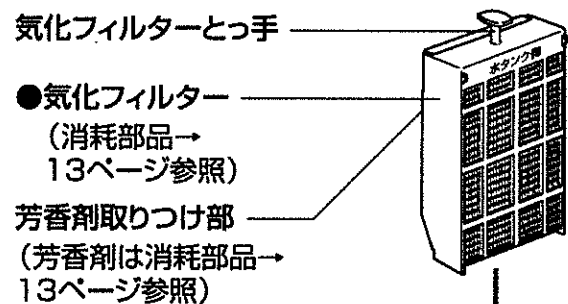 気化フィルターとっ手
水タンク側
●気化フィルター
（消耗部品→
13ページ参照）
芳香剤取りつけ部
（芳香剤は消耗部品→
13ページ参照）